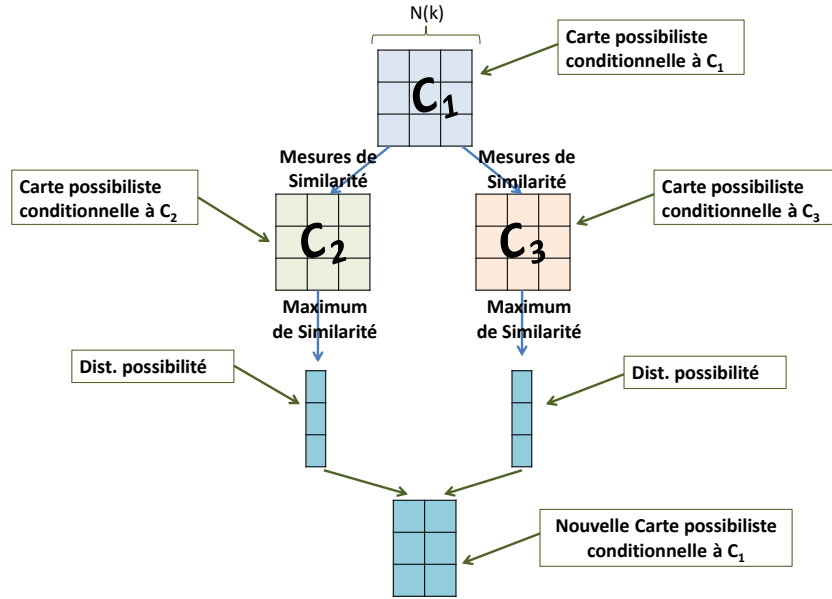 N(k)
Carte possibiliste
conditionnelle à C1
C1
Mesures de
Similarité
Mesures de
Similarité
Carte possibiliste
conditionnelle à C2
Carte possibiliste
conditionnelle à C3
C2
C3
Maximum
de Similarité
Maximum
de Similarité
Dist. possibilité
Dist. possibilité
Nouvelle Carte possibiliste
conditionnelle à C1